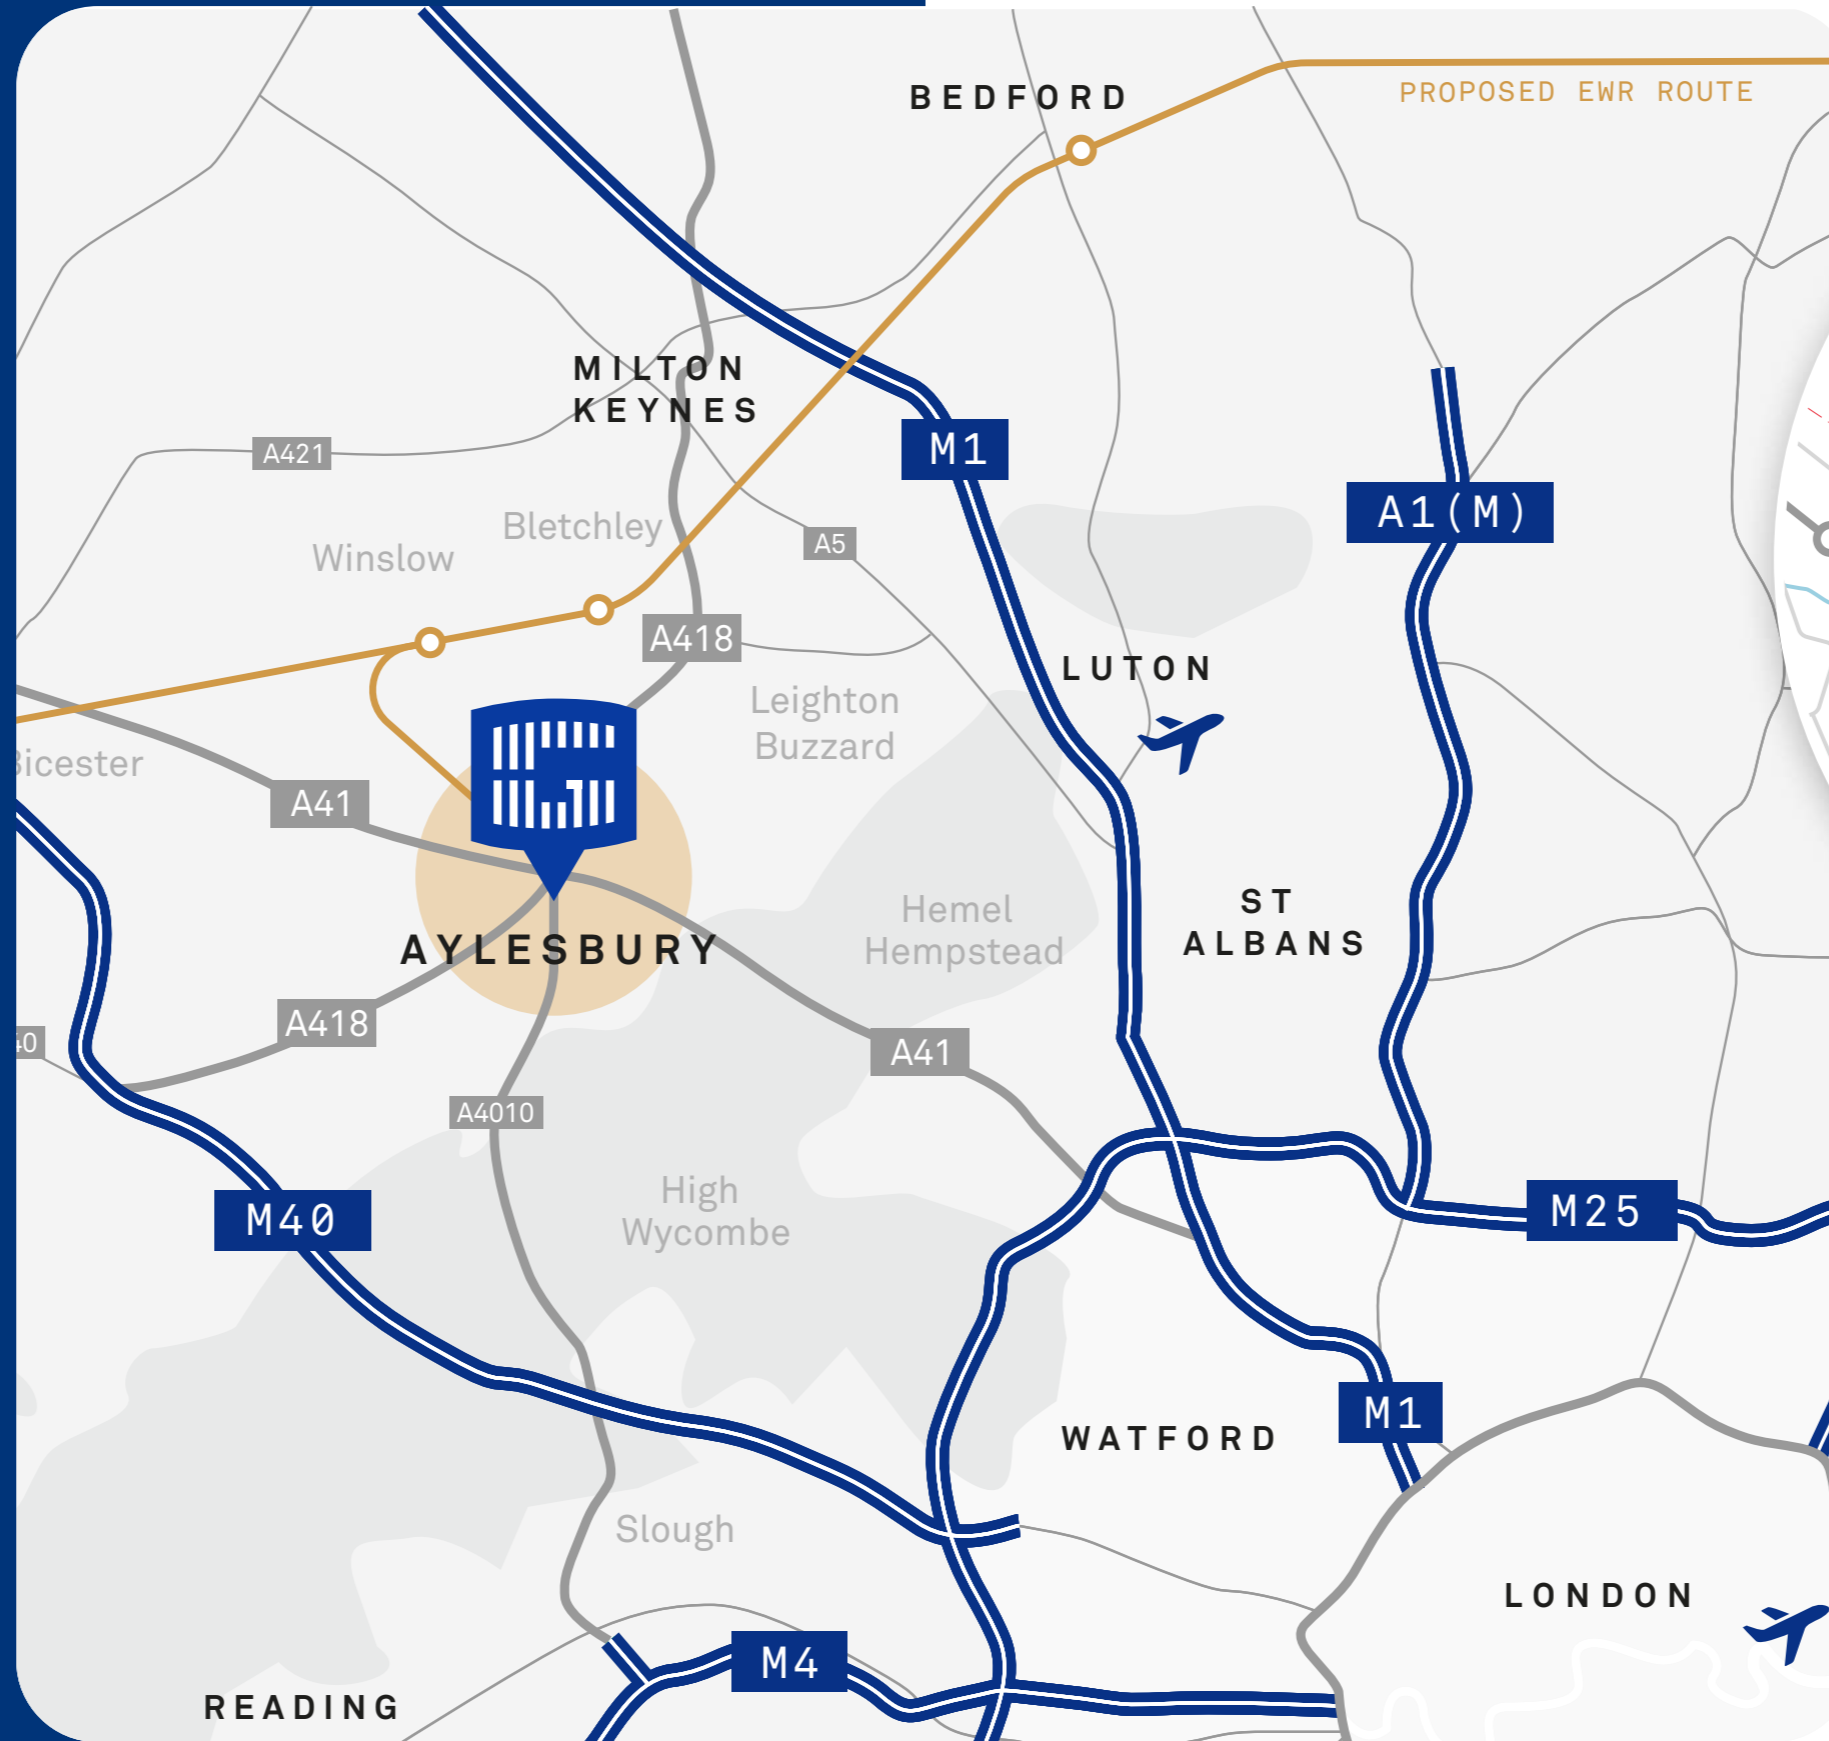 BEDFORD
PROPOSED EWR ROUTE
MILTON
KEYNES
M1
A421
A1(M)
Bletchley
A5
Winslow
A418
LUTON
Leighton
Buzzard
Bicester
A41
ST
ALBANS
Hemel
Hempstead
AYLESBURY
A418
40
A41
A4010
High
Wycombe
M40
M25
M1
WATFORD
Slough
LONDON
M4
READING